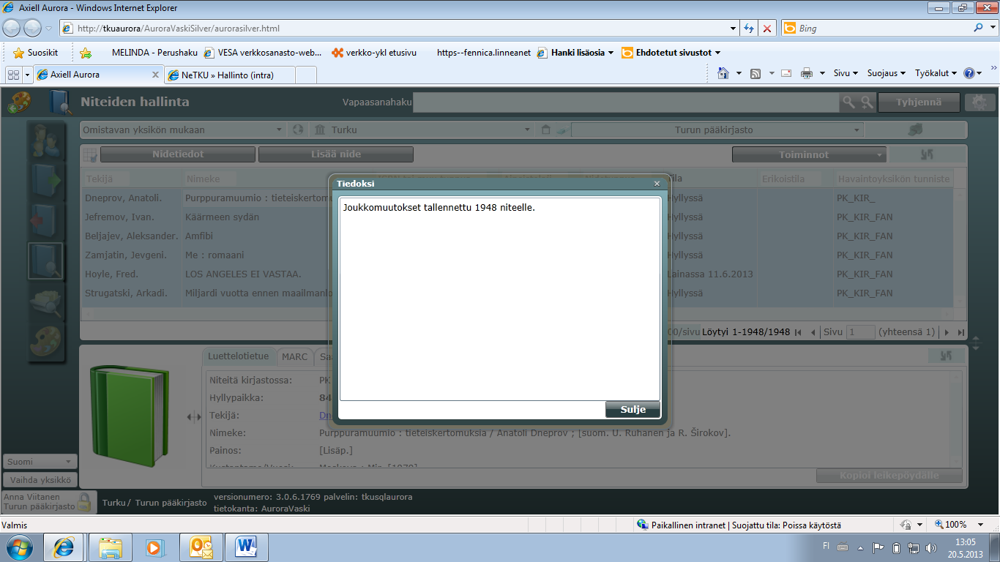 Axiell Aurora - Windows Internet Explorer
http://tkuaurora/AuroraVaskiSilver/aurorasilver.html
Bing
Suosikit MELINDA - Perushaku VESA verkkosanasto-web... verkko-ykl etusivu https--fennica.linneanet Hanki lisäosia Ehdotetut sivustot
Axiell Aurora NeTKU » Hallinto (intra) Sivu Suojaus Työkalut
Niteiden hallinta Vapaasanahaku Tyhjennä
Omistavan yksikön mukaan Turku Turun pääkirjasto
Nidetiedot Lisää nide Toiminnot
Tekijä Nimeke Tila Erikoistila Havaintoyksikön tunniste
Dneprov, Anatoli. Purppuramuumio : tieteiskertomu Hyllyssä PK_KIR_
Jefremov, Ivan. Käärmeen sydän Hyllyssä PK_KIR_FAN
Beljajev, Aleksander. Amfibi Hyllyssä PK_KIR_FAN
Zamjatin, Jevgeni. Me : romaani Hyllyssä PK_KIR_FAN
Hoyle, Fred. LOS ANGELES EI VASTAA. Lainassa 11.6.2013 PK_KIR_FAN
Strugatski, Arkadi. Miljardi vuotta ennen maailmanlo Hyllyssä PK_KIR_FAN
Tiedoksi
Joukkomuutokset tallennettu 1948 niteelle.
Sulje
00/sivu Löytyi 1-1948/1948 Sivu 1 (yhteensä 1)
Luettelotietue MARC Saa
Niteitä kirjastossa: PK
Hyllypaikka: 84
Tekijä: Dn
Nimeke: Purppuramuumio : tieteiskertomuksia / Anatoli Dneprov ; [suom. U. Ruhanen ja R. Širokov].
Painos: [Lisäp.]
Kustantamo/Vuosi: Moskova : Mir, [1970]
Kopioi leikepöydälle
Suomi
Vaihda yksikkö
Anna Viitanen
Turun pääkirjasto
Turku / Turun pääkirjasto
versionumero: 3.0.6.1769 palvelin: tkusqlaurora
tietokanta: AuroraVaski
Valmis Paikallinen intranet | Suojattu tila: Poissa käytöstä 100%
FI 13:05
20.5.2013